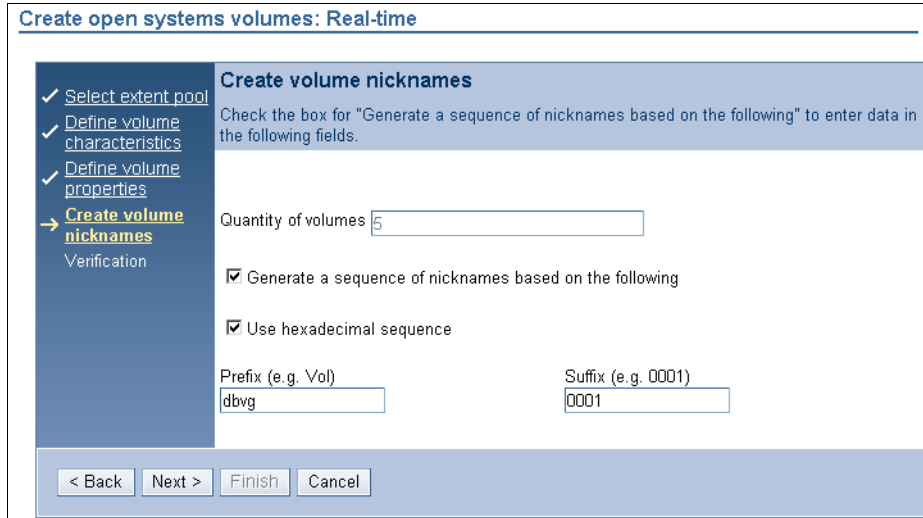 Create open systems volumes: Real-time
Select extent pool
Define volume
characteristics
Define volume
properties
Create volume
nicknames
Verification
Create volume nicknames
Check the box for "Generate a sequence of nicknames based on the following" to enter data in
the following fields.
Quantity of volumes 5
Generate a sequence of nicknames based on the following
Use hexadecimal sequence
Prefix (e.g. Vol) Suffix (e.g. 0001)
dbvg 0001
< Back Next > Finish Cancel